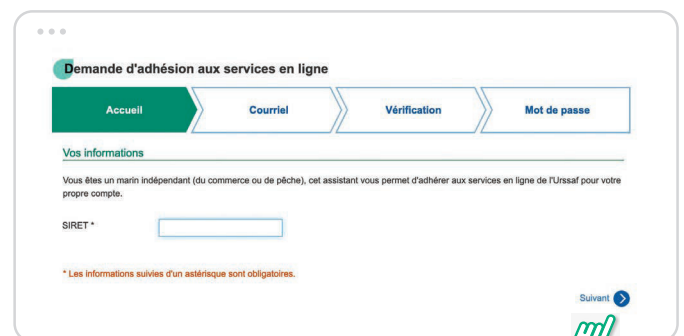 Demande d'adhésion aux services en ligne
Accueil
Courriel
Vérification
Mot de passe
Vos informations
Vous êtes un marin indépendant (du commerce ou de pêche), cet assistant vous permet d'adhérer aux services en ligne de l'Urssaf pour votre
propre compte.
SIRET *
* Les informations suivies d'un astérisque sont obligatoires.
Suivant